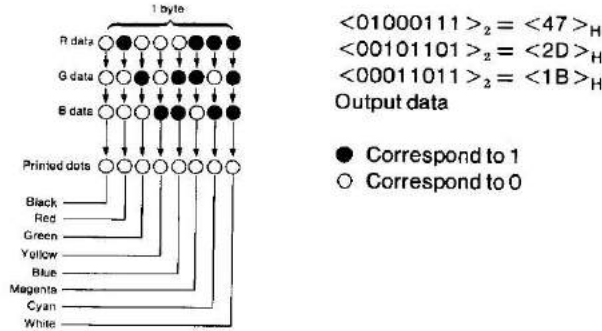 1 byte
R data
G data
B data
Printed dots
Black
Red
Green
Yellow
Blue
Magenta
Cyan
White
<01000111>₂ = <47>H
<00101101>₂ = <2D>H
<00011011>₂ = <1B>H
Output data
● Correspond to 1
○ Correspond to 0